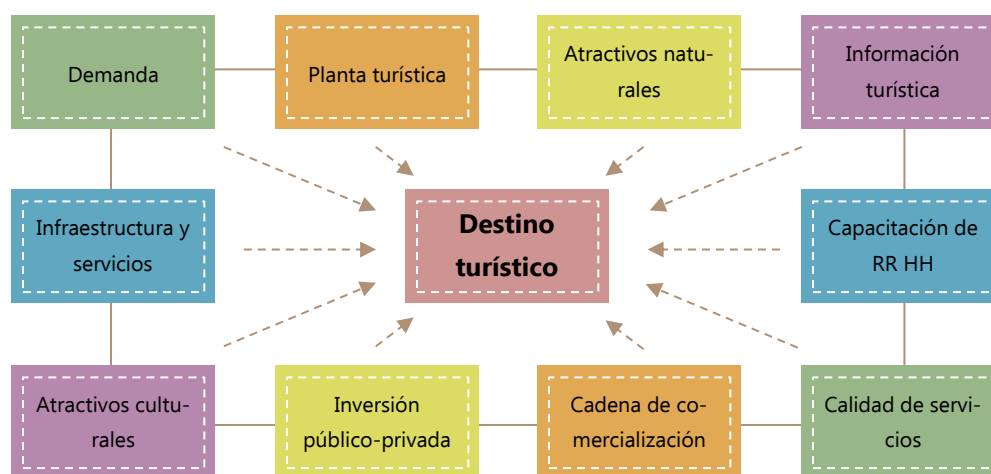 Demanda
Planta turística
Atractivos natu-
rales
Información
turística
Infraestructura y
servicios
Destino
turístico
Capacitación de
RR HH
Atractivos cultu-
rales
Inversión
público-privada
Cadena de co-
mercialización
Calidad de servi-
cios